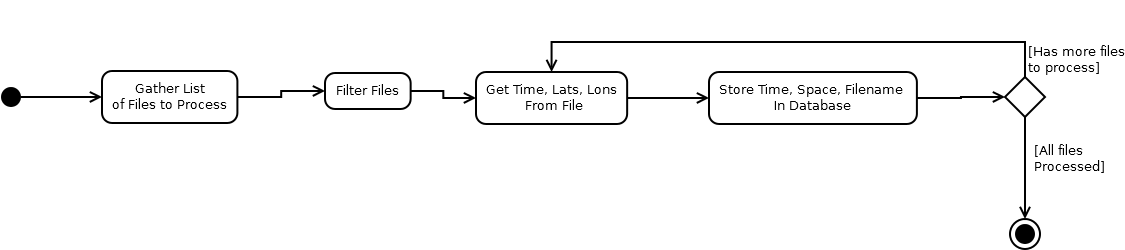 Gather List
of Files to Process
Filter Files
Get Time, Lats, Lons
From File
Store Time, Space, Filename
In Database
[Has more files
to process]
[All files
Processed]